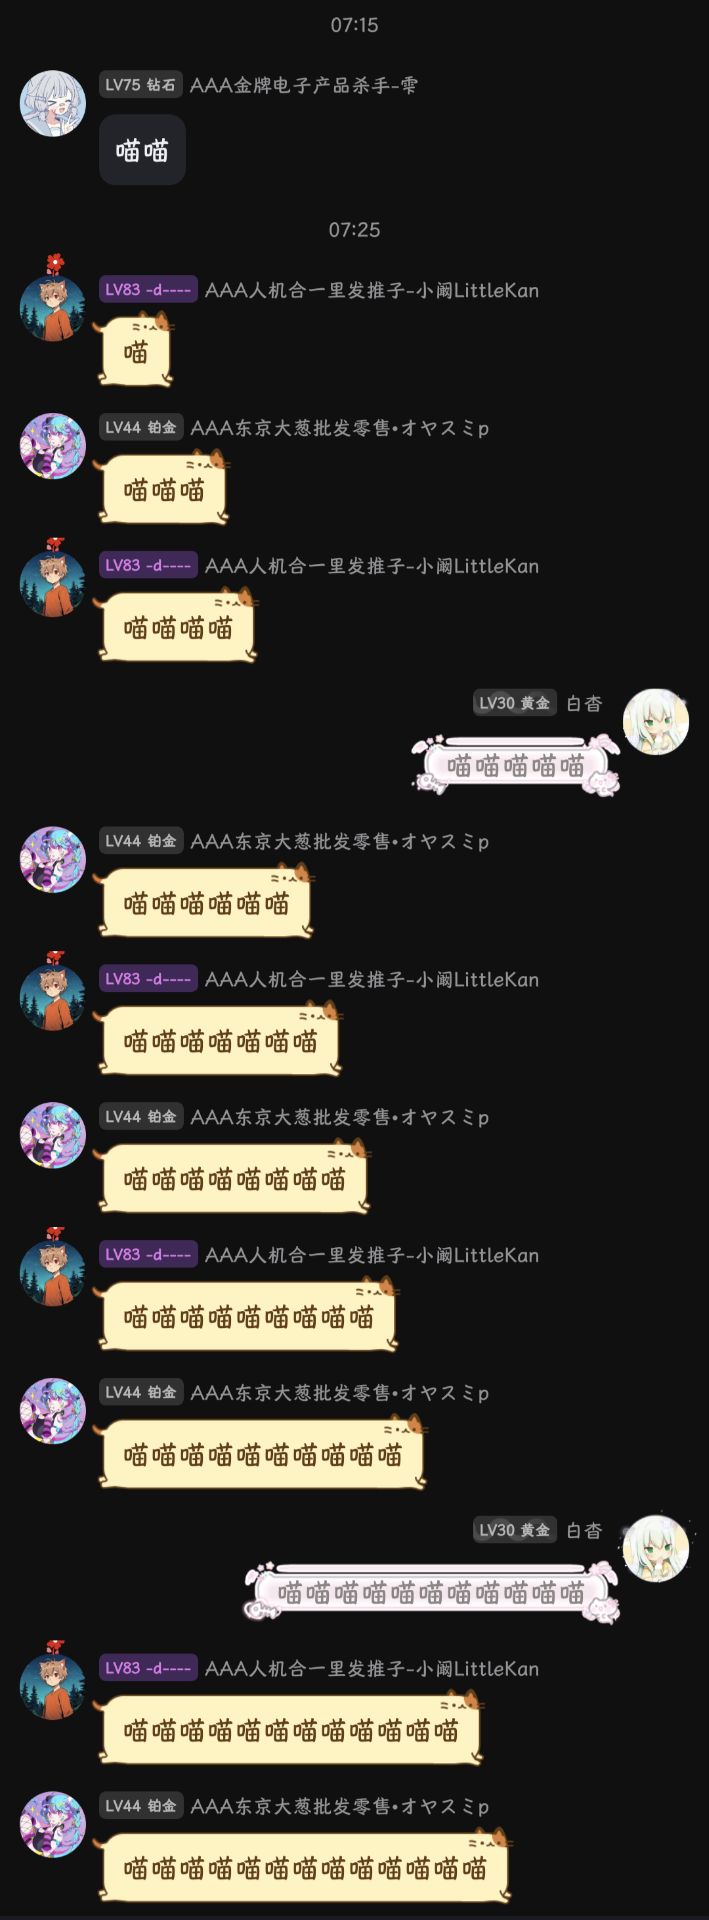 07:15
LV75 钻石 AAA金牌电子产品杀手-雫
喵喵
07:25
LV83 -d---- AAA人机合一里发推子-小阚LittleKan
喵
LV44 铂金 AAA东京大葱批发零售•オヤスミp
喵喵喵
LV83 -d---- AAA人机合一里发推子-小阚LittleKan
喵喵喵喵
LV30 黄金 白杳
喵喵喵喵喵
LV44 铂金 AAA东京大葱批发零售•オヤスミp
喵喵喵喵喵喵
LV83 -d---- AAA人机合一里发推子-小阚LittleKan
喵喵喵喵喵喵喵
LV44 铂金 AAA东京大葱批发零售•オヤスミp
喵喵喵喵喵喵喵喵
LV83 -d---- AAA人机合一里发推子-小阚LittleKan
喵喵喵喵喵喵喵喵喵
LV44 铂金 AAA东京大葱批发零售•オヤスミp
喵喵喵喵喵喵喵喵喵喵
LV30 黄金 白杳
喵喵喵喵喵喵喵喵喵喵喵
LV83 -d---- AAA人机合一里发推子-小阚LittleKan
喵喵喵喵喵喵喵喵喵喵喵喵
LV44 铂金 AAA东京大葱批发零售•オヤスミp
喵喵喵喵喵喵喵喵喵喵喵喵喵